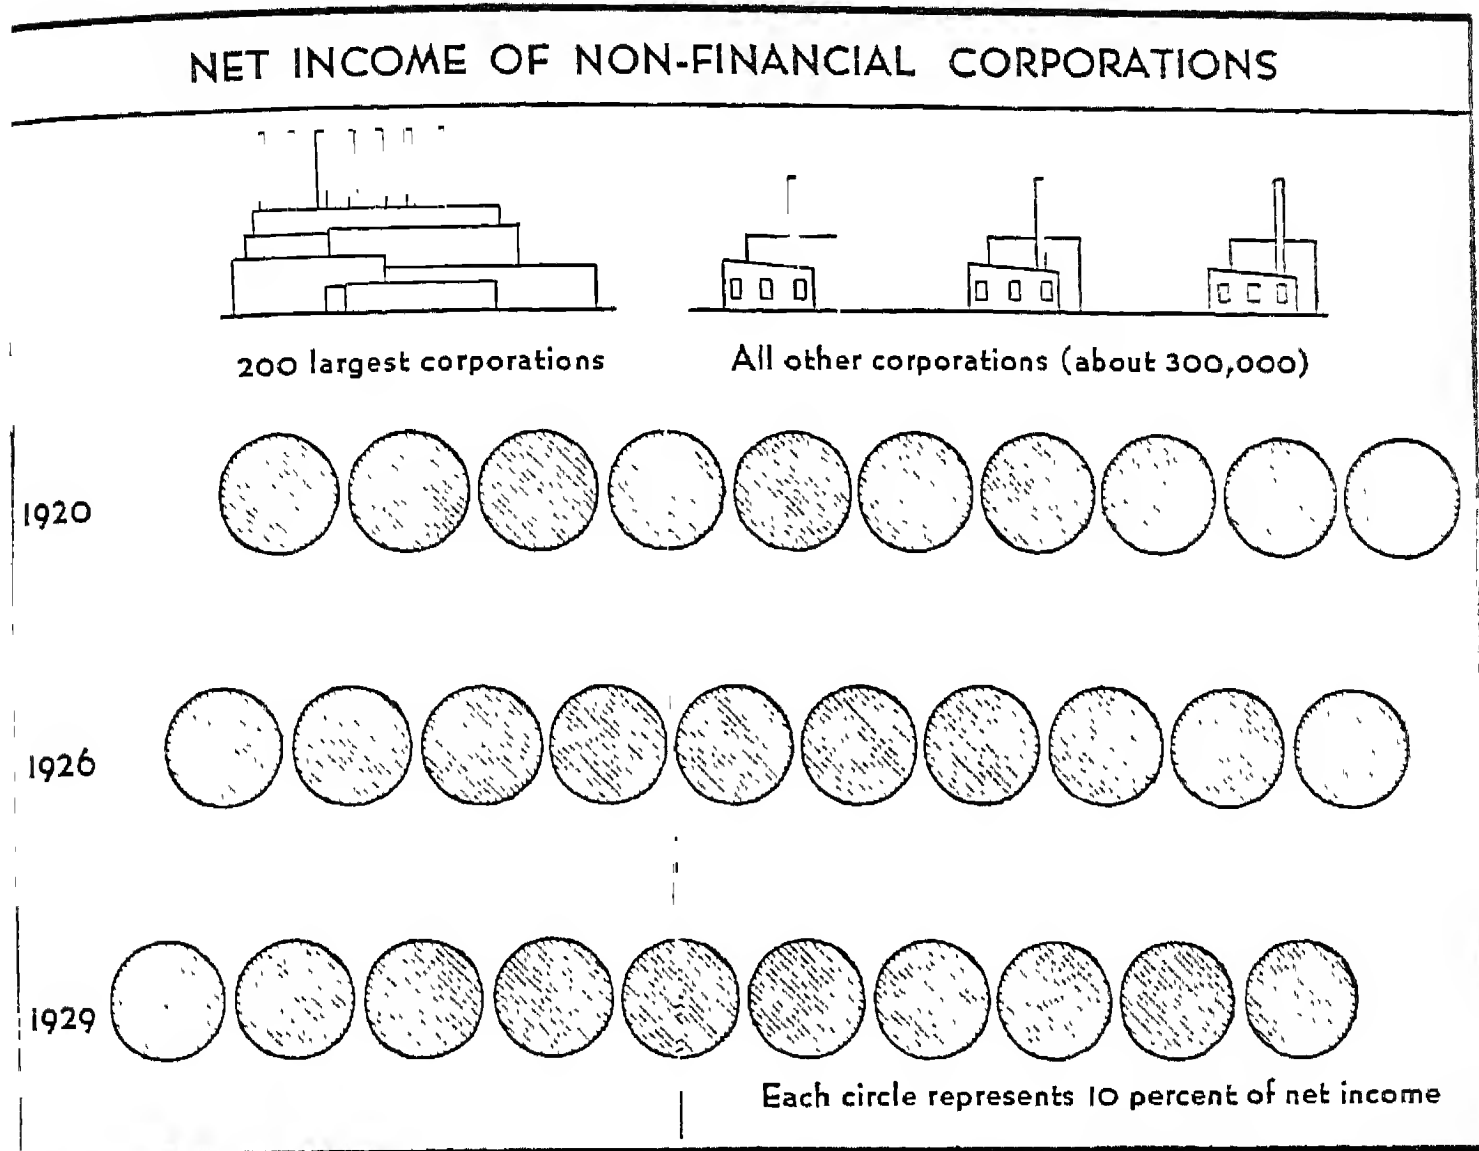 NET INCOME OF NON-FINANCIAL CORPORATIONS
200 largest corporations
All other corporations (about 300,000)
1920
1926
1929
Each circle represents 10 percent of net income